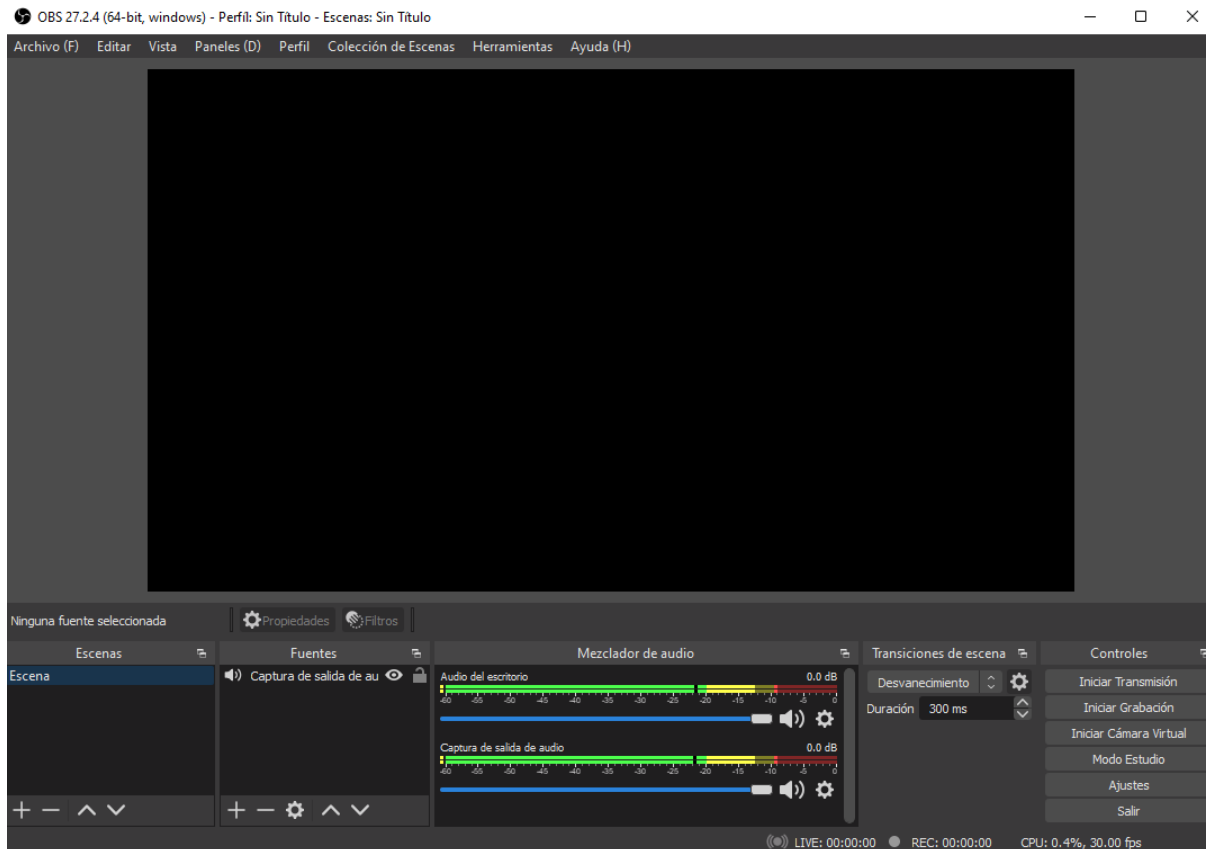 OBS 27.2.4 (64-bit, windows) - Perfíl: Sin Título - Escenas: Sin Título
Archivo (F) Editar Vista Paneles (D) Perfil Colección de Escenas Herramientas Ayuda (H)
Ninguna fuente seleccionada Propiedades Filtros
Escenas Fuentes Mezclador de audio Transiciones de escena Controles
Escena
Captura de salida de au
Audio del escritorio 0.0 dB
-60 -55 -50 -45 -40 -35 -30 -25 -20 -15 -10 -5 0
Captura de salida de audio 0.0 dB
-60 -55 -50 -45 -40 -35 -30 -25 -20 -15 -10 -5 0
Desvanecimiento
Duración 300 ms
Iniciar Transmisión
Iniciar Grabación
Iniciar Cámara Virtual
Modo Estudio
Ajustes
Salir
LIVE: 00:00:00 REC: 00:00:00 CPU: 0.4%, 30.00 fps